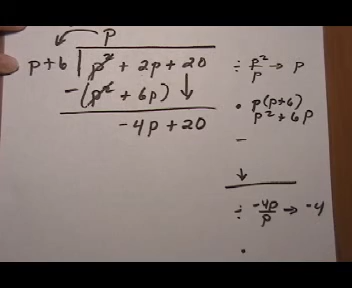 p
p+6 | p² + 2p + 20
-(p² + 6p) ↓
-4p + 20
÷ p²/p → p
• p(p+6)
p² + 6p
-
↓
÷ -4p/p → -4
•